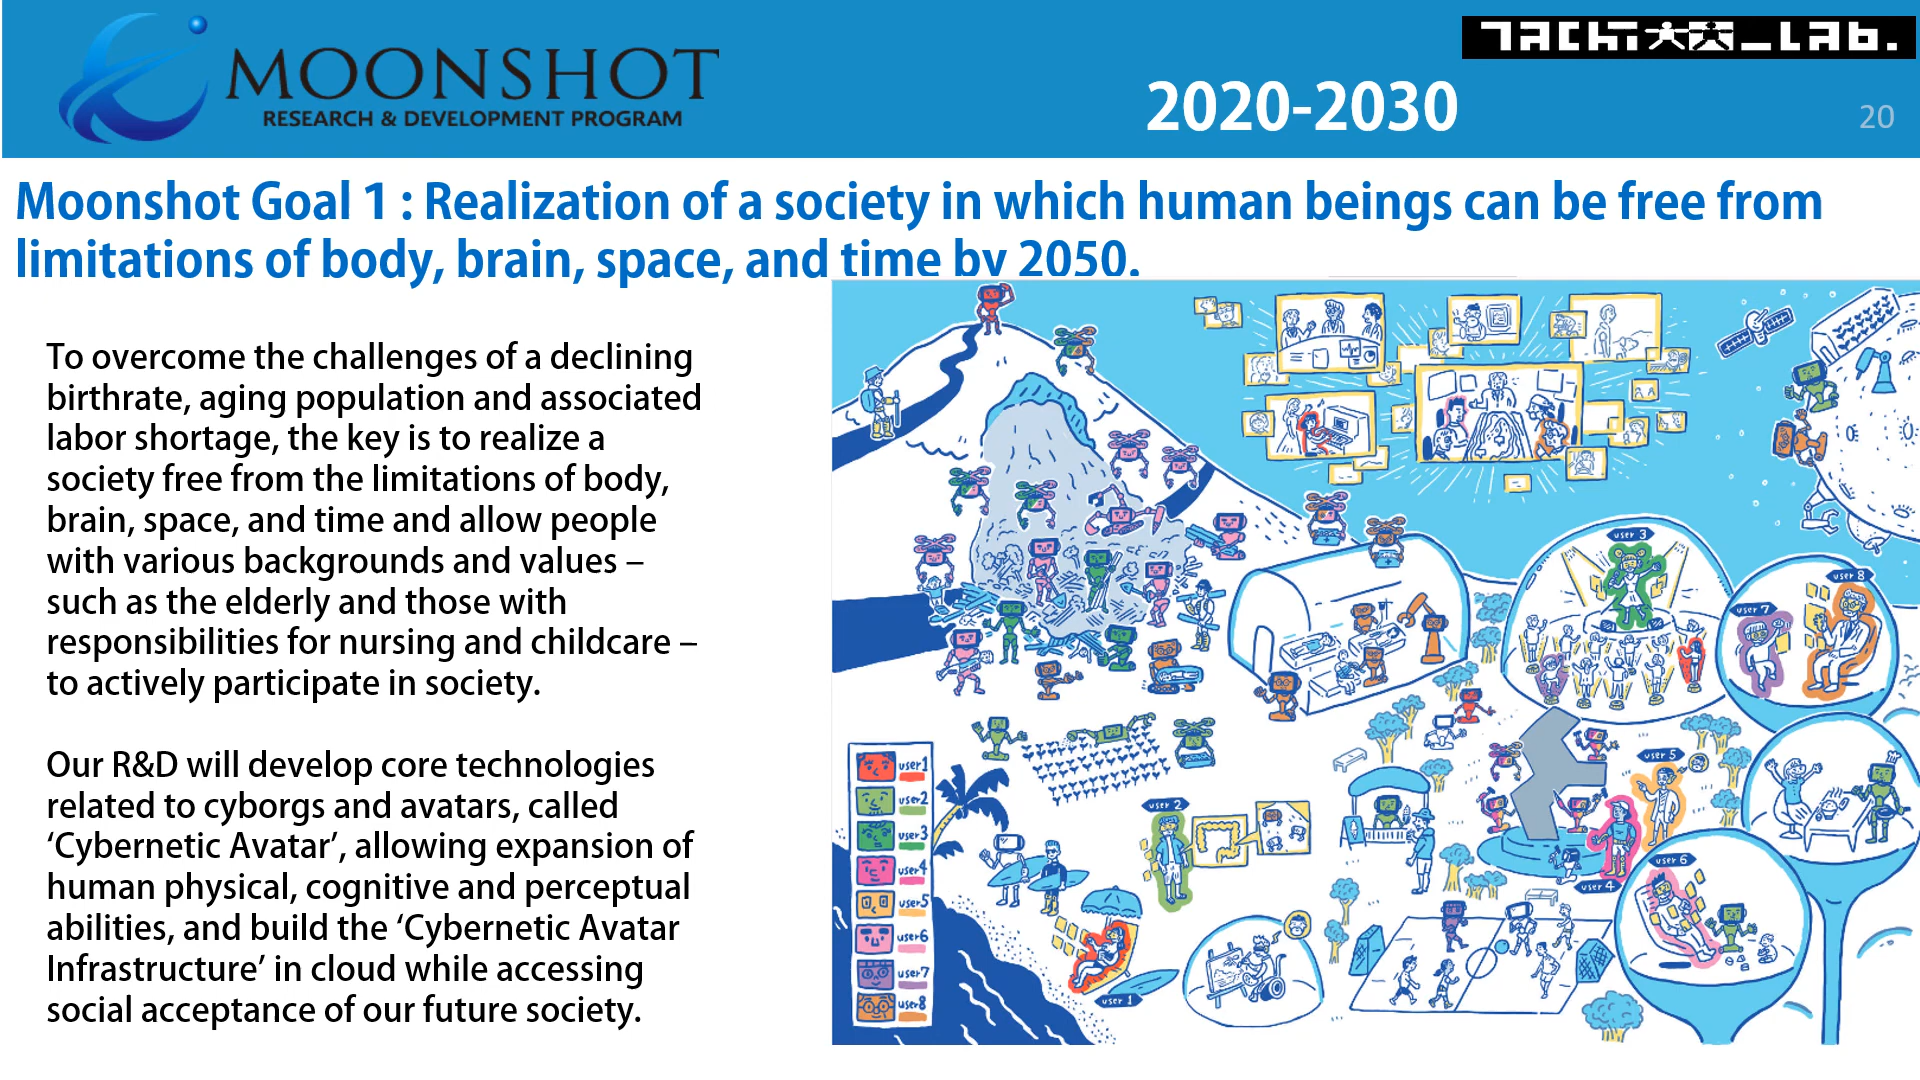 MOONSHOT
RESEARCH & DEVELOPMENT PROGRAM
2020-2030
TACHI_LAB.
20
Moonshot Goal 1 : Realization of a society in which human beings can be free from
limitations of body, brain, space, and time by 2050.
To overcome the challenges of a declining
birthrate, aging population and associated
labor shortage, the key is to realize a
society free from the limitations of body,
brain, space, and time and allow people
with various backgrounds and values –
such as the elderly and those with
responsibilities for nursing and childcare –
to actively participate in society.
Our R&D will develop core technologies
related to cyborgs and avatars, called
‘Cybernetic Avatar’, allowing expansion of
human physical, cognitive and perceptual
abilities, and build the ‘Cybernetic Avatar
Infrastructure’ in cloud while accessing
social acceptance of our future society.
user 3
user 8
user 7
user 5
user 2
user 6
user 4
user 1
user1
user2
user3
user4
user5
user6
user7
user8